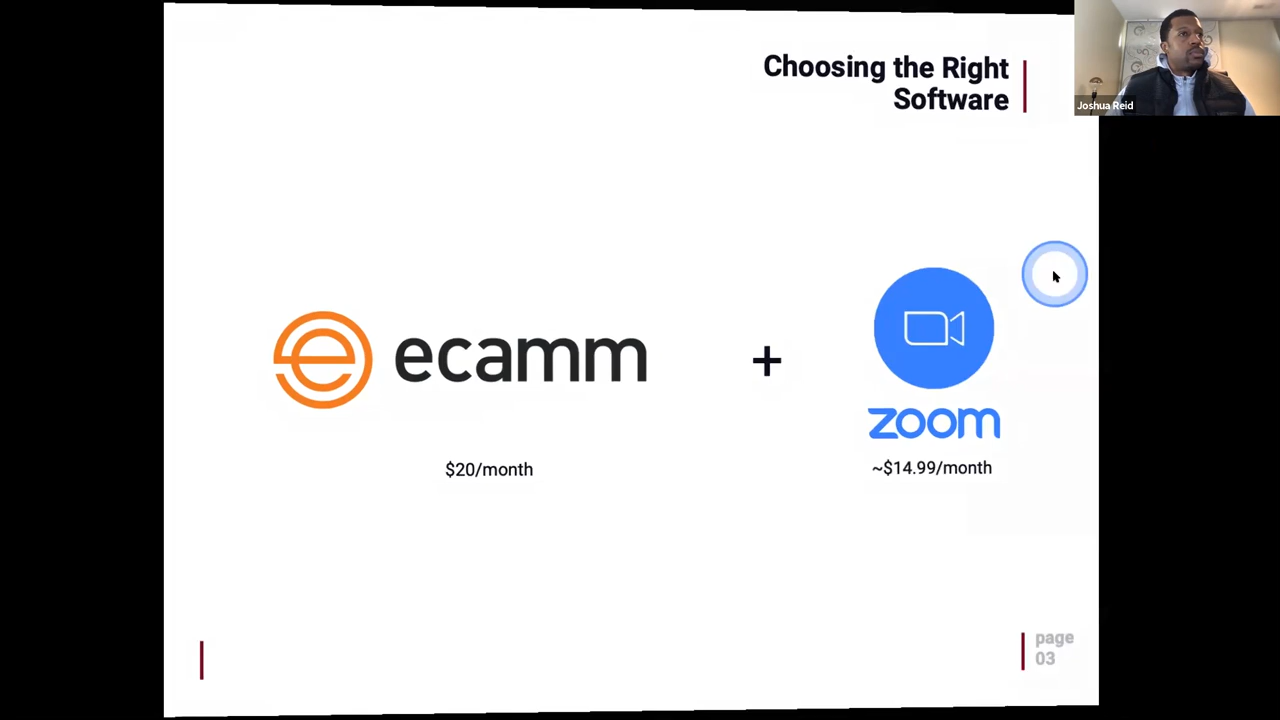 Choosing the Right
Software
Joshua Reid
ecamm
+
zoom
$20/month
~$14.99/month
page
03